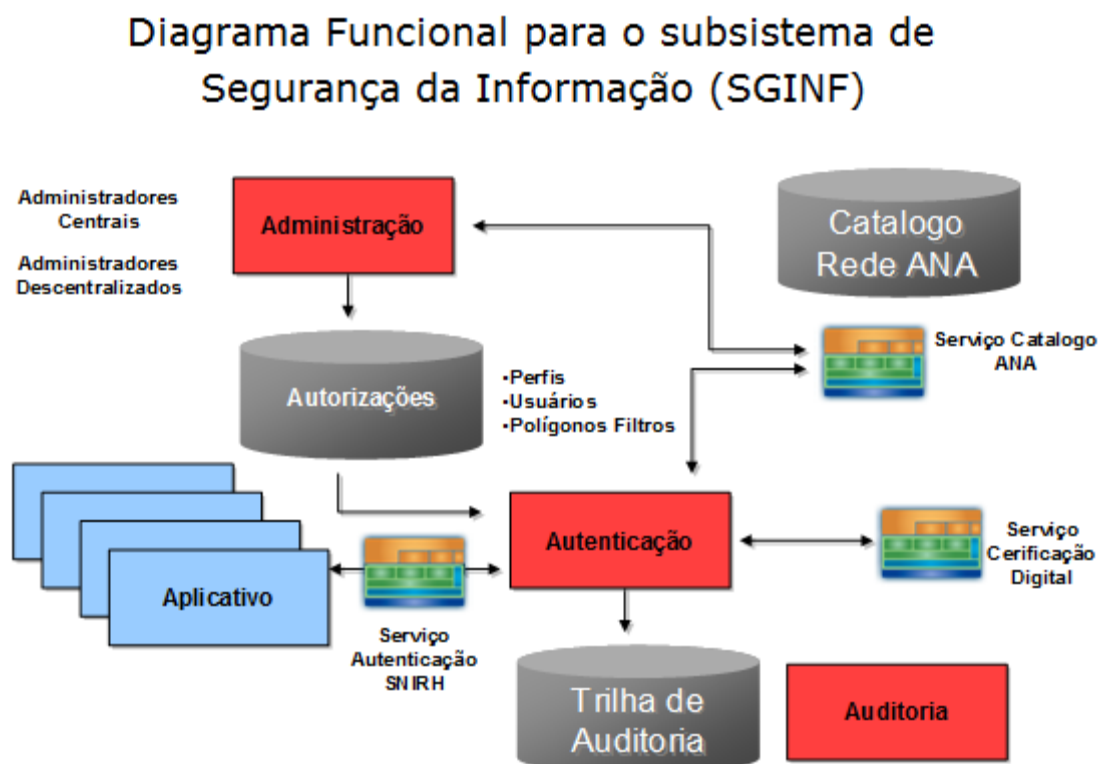 Diagrama Funcional para o subsistema de
Segurança da Informação (SGINF)
Administradores
Centrais
Administradores
Descentralizados
Administração
Catalogo
Rede ANA
Serviço Catalogo
ANA
Autorizações
•Perfis
•Usuários
•Polígonos Filtros
Aplicativo
Serviço
Autenticação
SNIRH
Autenticação
Serviço
Cerificação
Digital
Trilha de
Auditoria
Auditoria